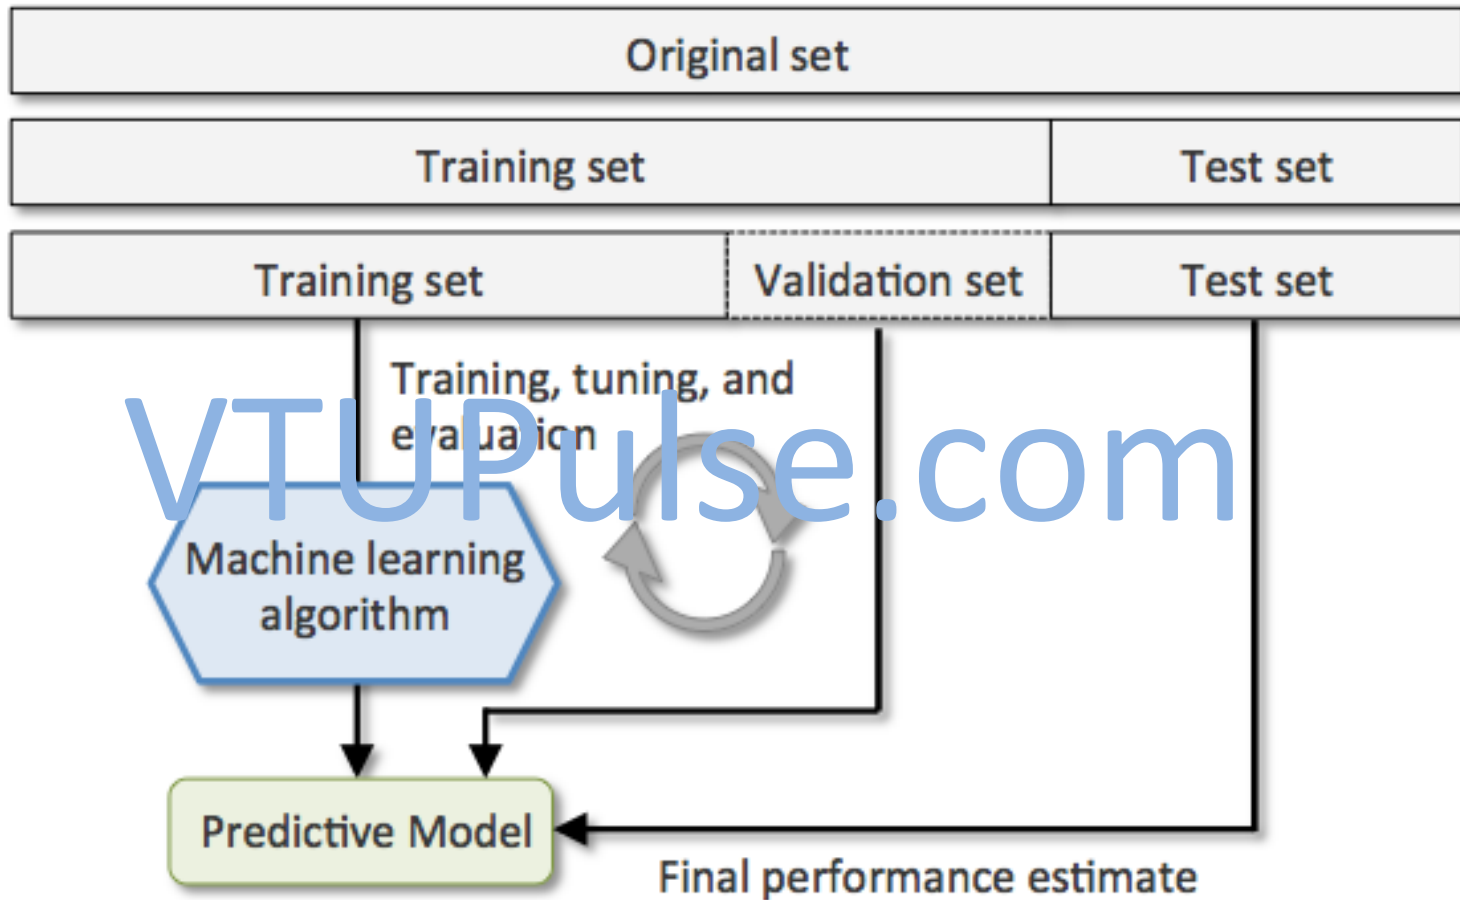 Original set
Training set
Test set
Training set
Validation set
Test set
Training, tuning, and
evaluation
VTUPulse.com
Machine learning
algorithm
Predictive Model
Final performance estimate